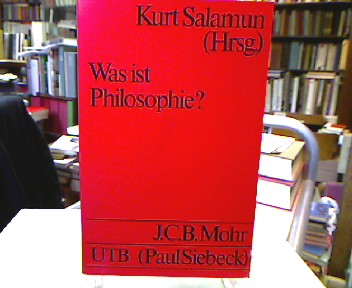 Kurt Salamun
(Hrsg.)
Was ist
Philosophie?
J.C.B. Mohr
UTB (Paul Siebeck)